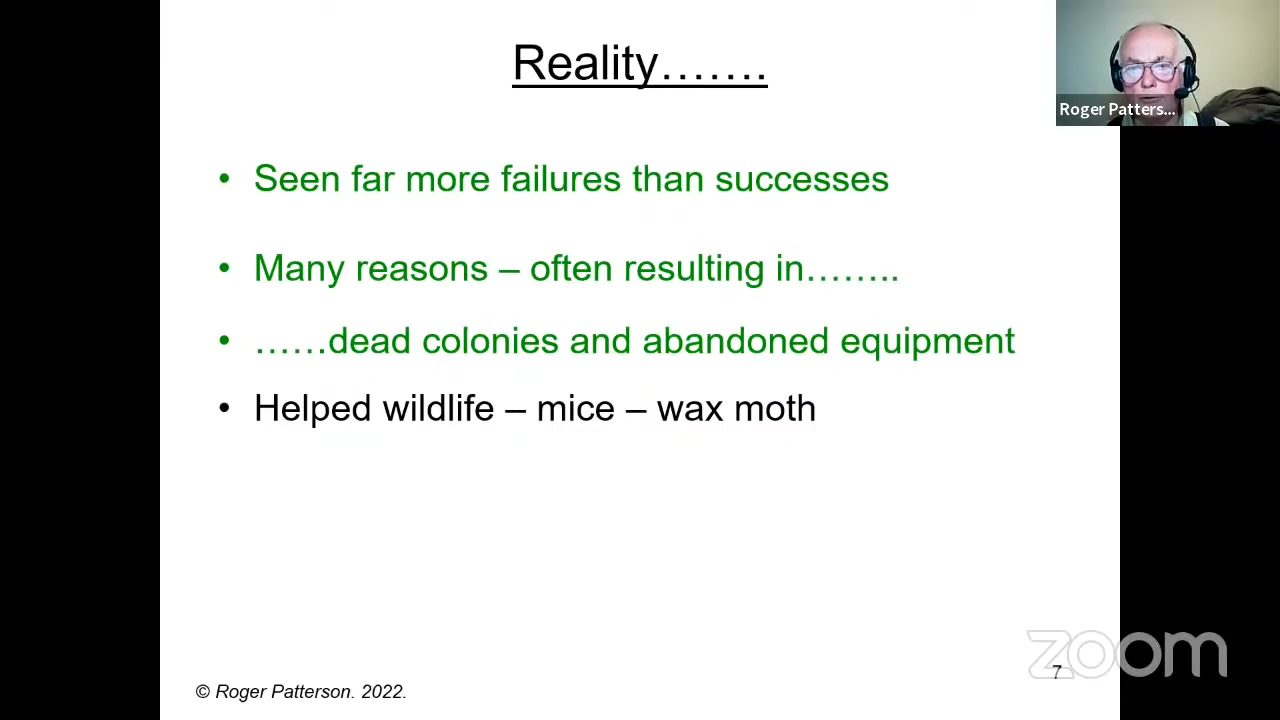 Reality…….
Roger Patters...
• Seen far more failures than successes
• Many reasons – often resulting in……..
• ……dead colonies and abandoned equipment
• Helped wildlife – mice – wax moth
zoom
7
© Roger Patterson. 2022.